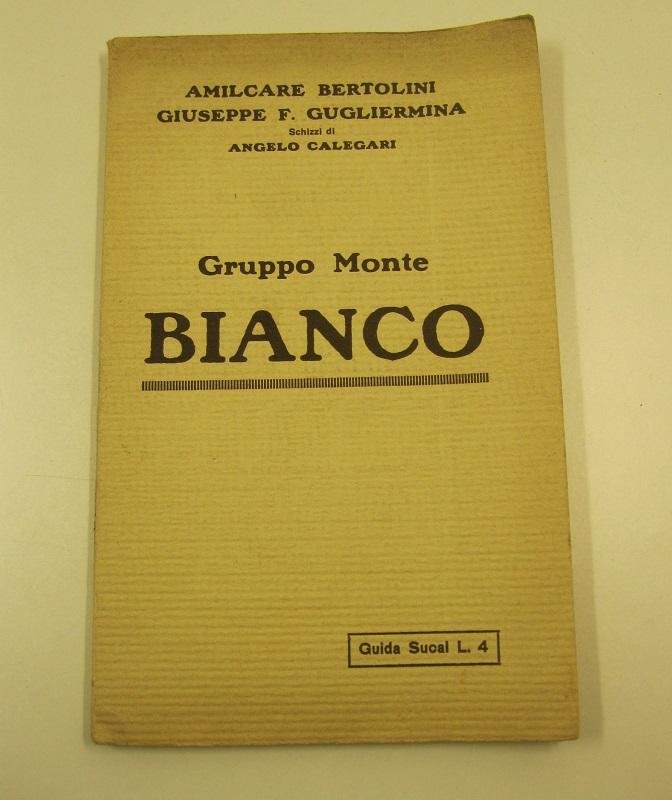 AMILCARE BERTOLINI
GIUSEPPE F. GUGLIERMINA
Schizzi di
ANGELO CALEGARI
Gruppo Monte
BIANCO
Guida Sucai L. 4